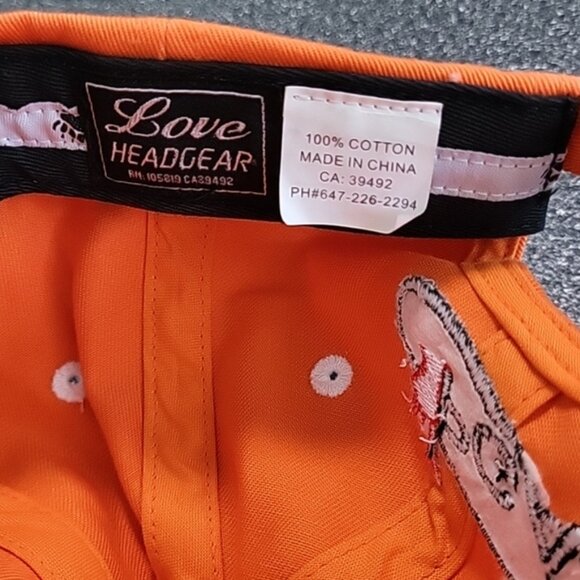 Love
HEADGEAR
RN: 105819 CA39492
100% COTTON
MADE IN CHINA
CA: 39492
PH#647-226-2294